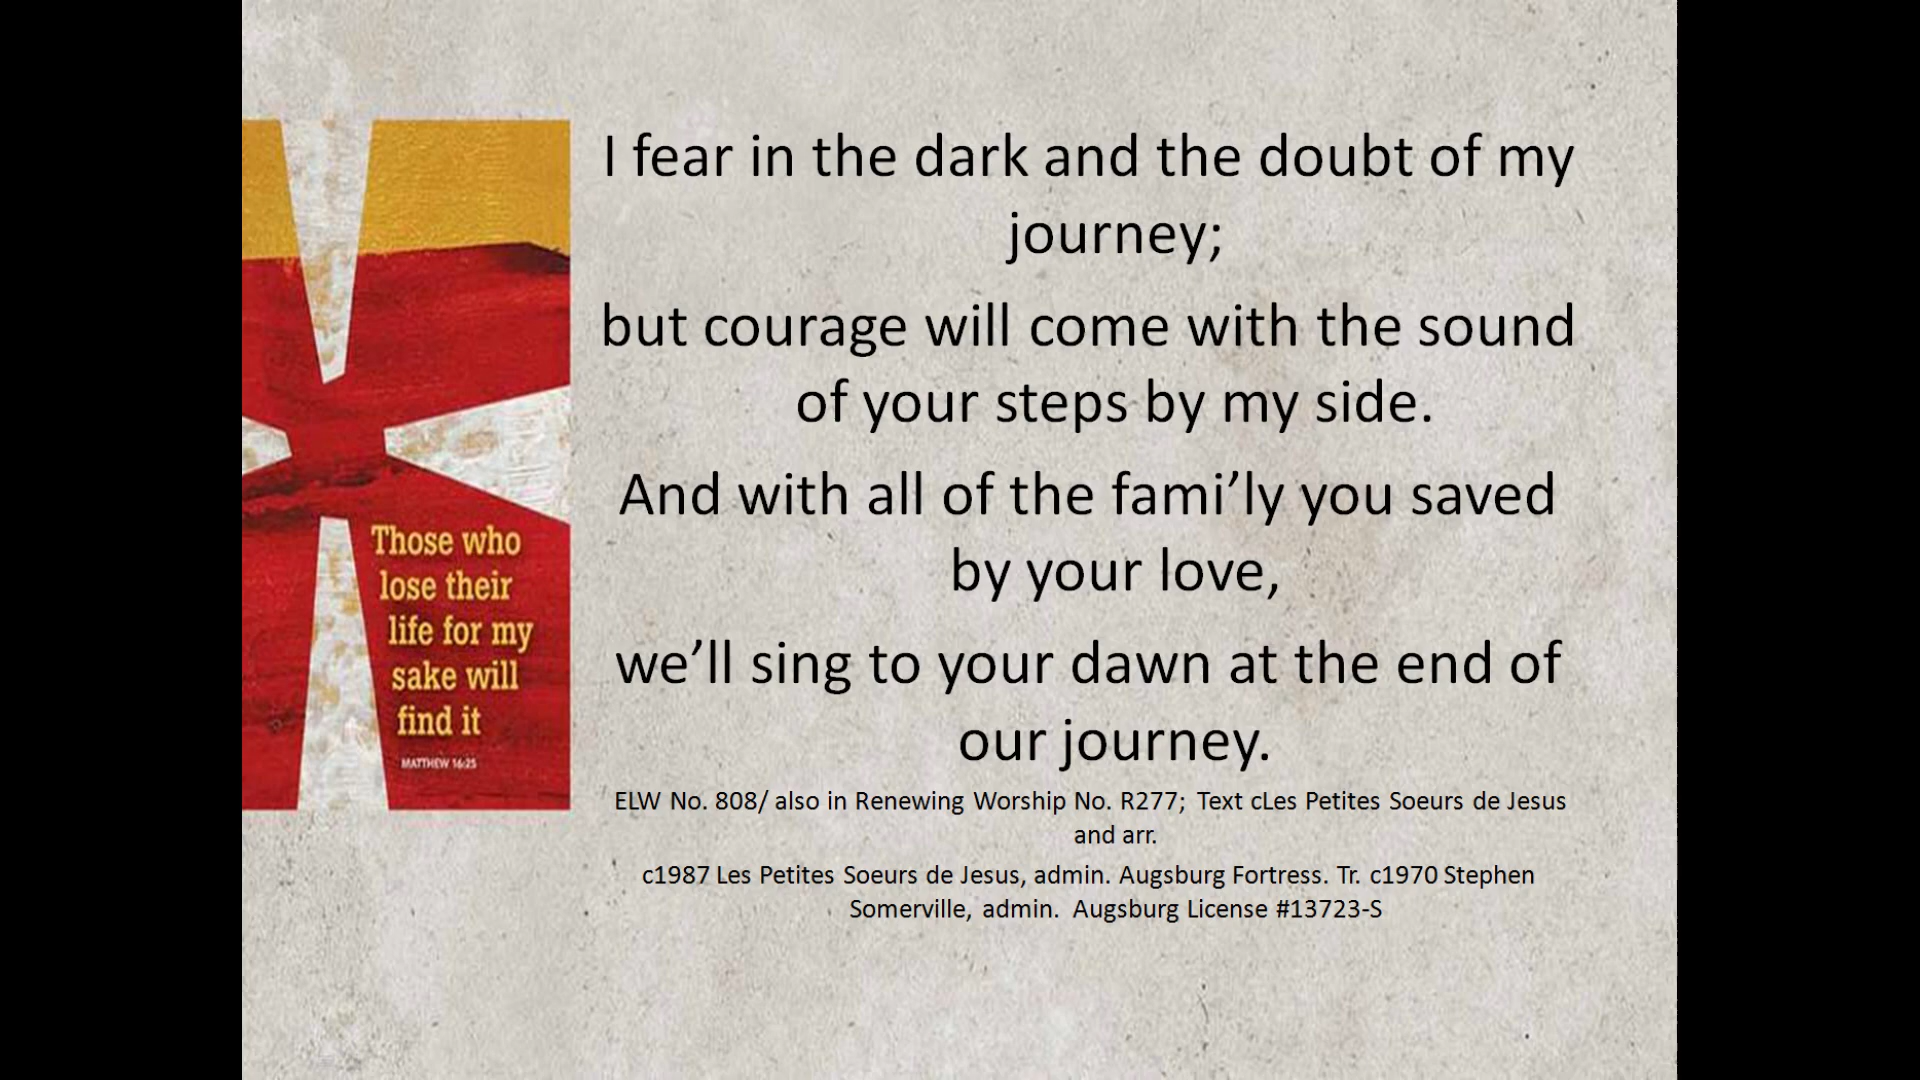 I fear in the dark and the doubt of my
journey;
but courage will come with the sound
of your steps by my side.
And with all of the fami’ly you saved
by your love,
we’ll sing to your dawn at the end of
our journey.
ELW No. 808/ also in Renewing Worship No. R277; Text cLes Petites Soeurs de Jesus
and arr.
c1987 Les Petites Soeurs de Jesus, admin. Augsburg Fortress. Tr. c1970 Stephen
Somerville, admin. Augsburg License #13723-S
Those who
lose their
life for my
sake will
find it
MATTHEW 16:25